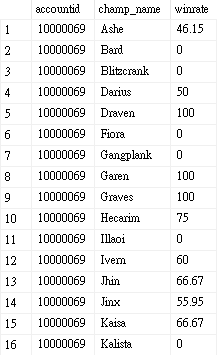 accountid champ_name winrate
1 10000069 Ashe 46.15
2 10000069 Bard 0
3 10000069 Blitzcrank 0
4 10000069 Darius 50
5 10000069 Draven 100
6 10000069 Fiora 0
7 10000069 Gangplank 0
8 10000069 Garen 100
9 10000069 Graves 100
10 10000069 Hecarim 75
11 10000069 Illaoi 0
12 10000069 Ivern 60
13 10000069 Jhin 66.67
14 10000069 Jinx 55.95
15 10000069 Kaisa 66.67
16 10000069 Kalista 0